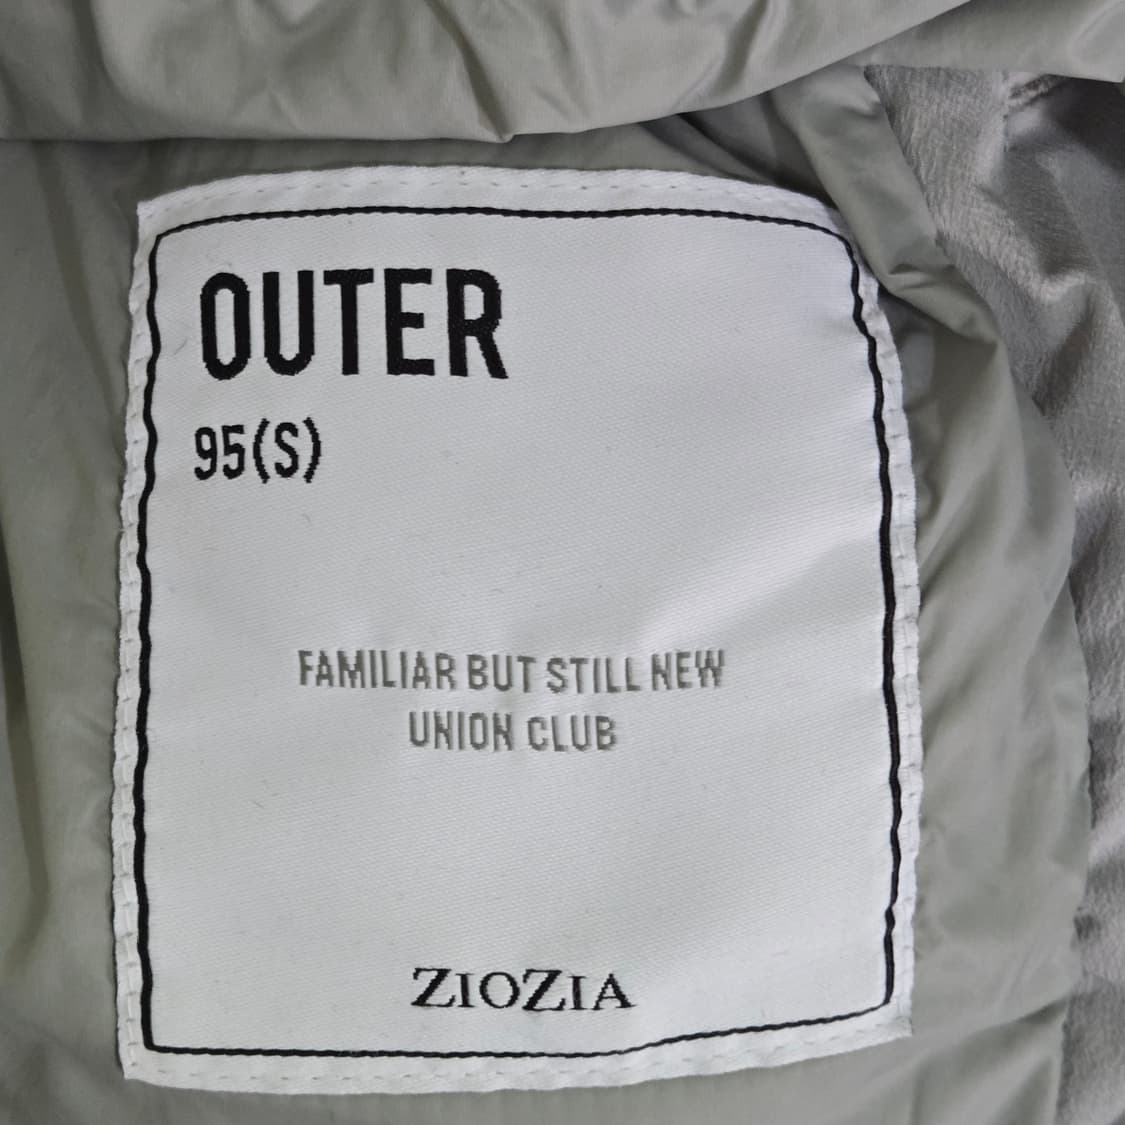 OUTER
95(S)
FAMILIAR BUT STILL NEW
UNION CLUB
ZIOZIA